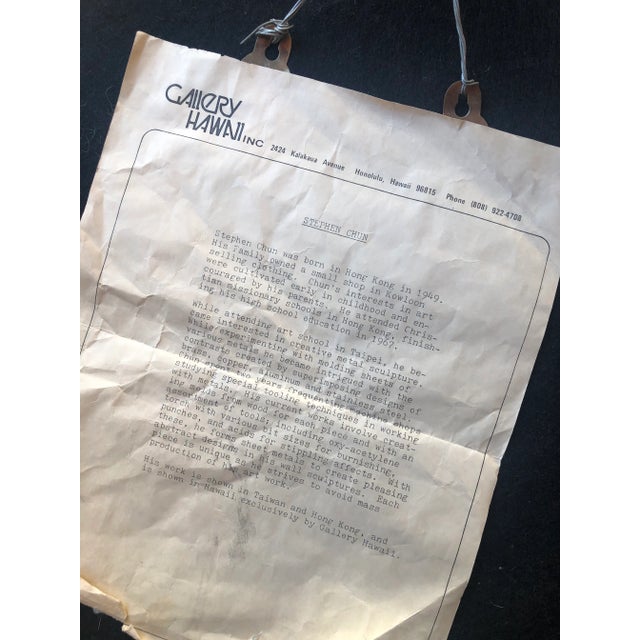 GALLERY
HAWAII INC 2424 Kalakaua Avenue Honolulu, Hawaii 96815 Phone (808) 922-4708
STEPHEN CHUN
Stephen Chun was born in Hong Kong in 1949.
His family owned a small shop in Kowloon
selling clothing. Chun's interests in art
were cultivated early in childhood and en-
couraged by his parents. He attended Chris-
tian missionary schools in Hong Kong, finish-
ing his high school education in 1967.
While attending art school in Taipei, he be-
came interested in creative metal sculpture.
While experimenting with welding sheets of
various metals he became intrigued with the
contrasts created by superimposing designs of
brass, copper, aluminum and stainless steel.
Chun spent two years frequenting metal shops
studying special tooling techniques in working
with metals. His current works involve creat-
ing molds from wood for each piece and with an
assortment of tools, including oxy-acetylene
torch with various tip sizes for burnishing,
punches, and acids for stippling affects. With
these, he forms the metals to create pleasing
abstract designs in his wall sculptures. Each
piece is unique as he strives to avoid mass
production of his work.
His work is shown in Taiwan and Hong Kong, and
is shown in Hawaii exclusively by Gallery Hawaii.